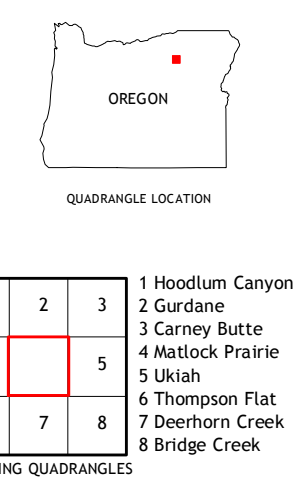 OREGON
QUADRANGLE LOCATION
2 3
5
7 8
1 Hoodlum Canyon
2 Gurdane
3 Carney Butte
4 Matlock Prairie
5 Ukiah
6 Thompson Flat
7 Deerhorn Creek
8 Bridge Creek
ING QUADRANGLES